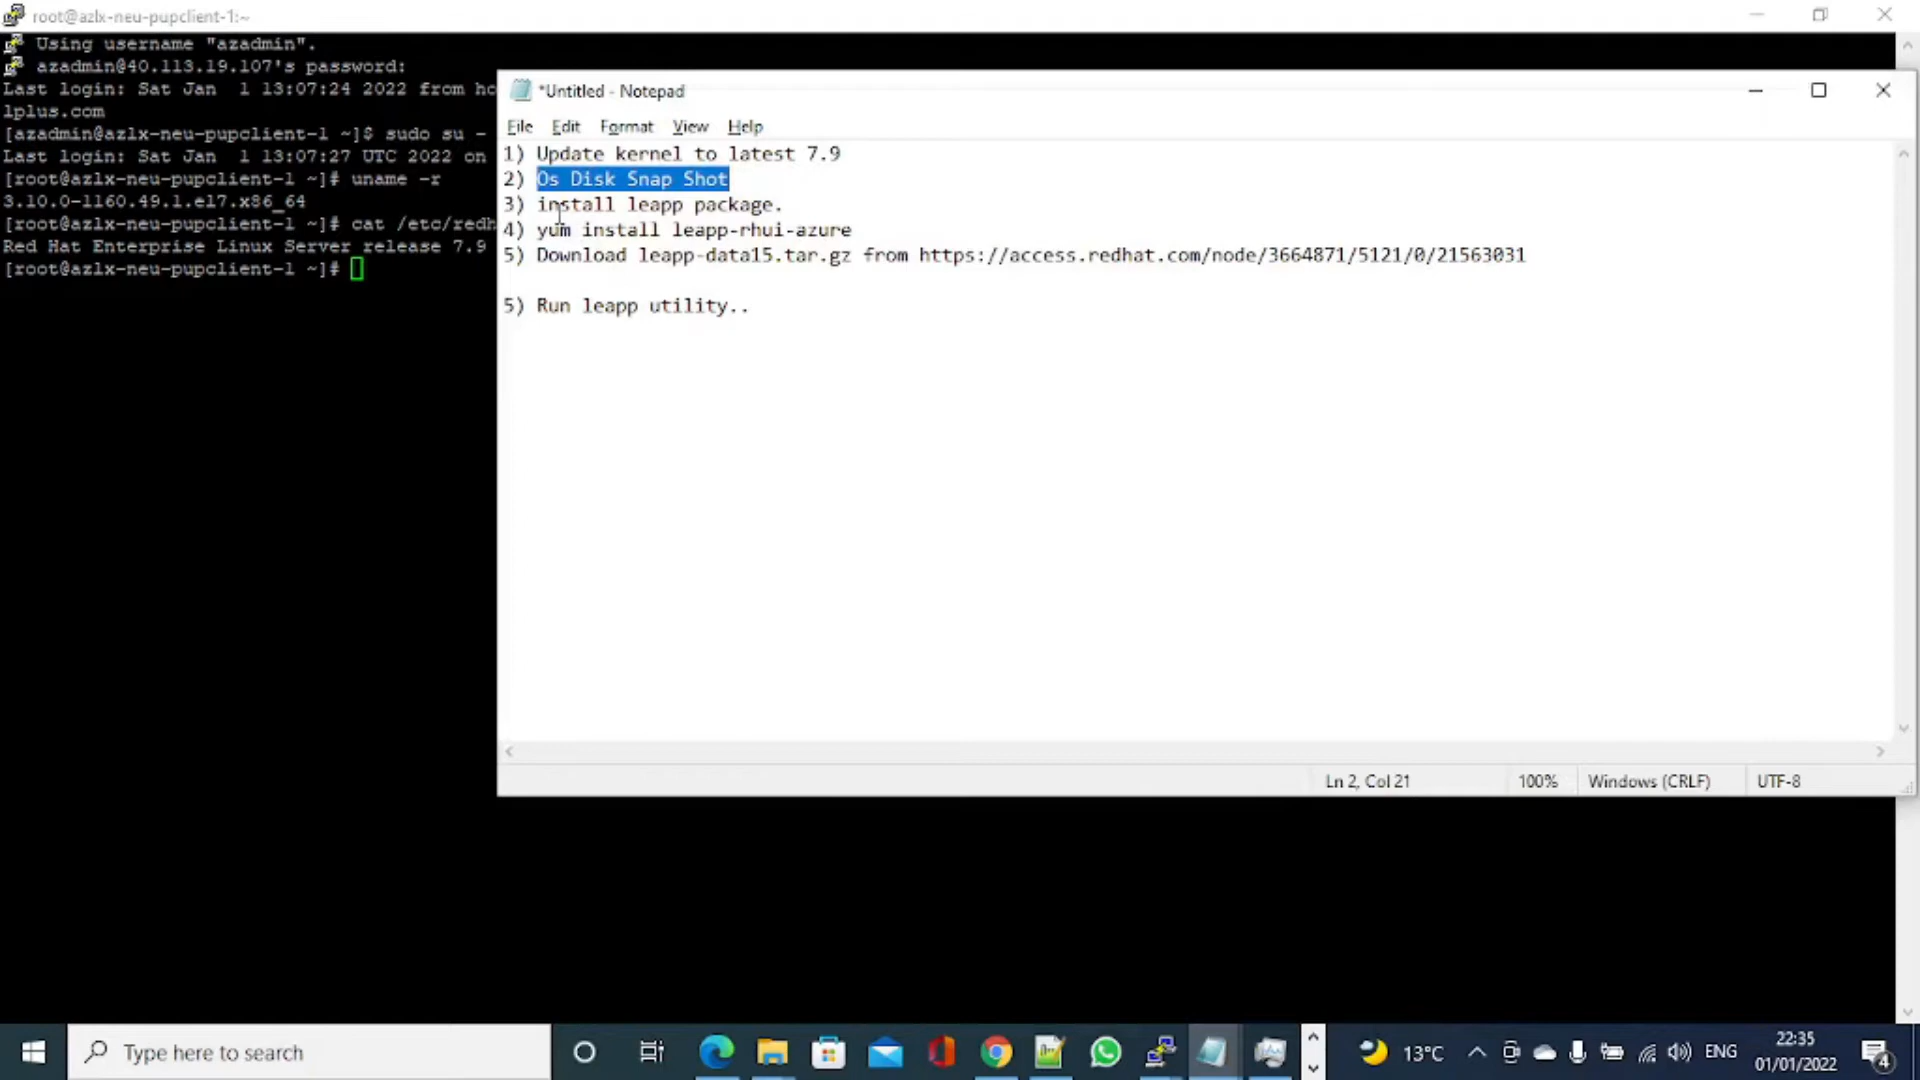 root@azlx-neu-pupclient-1:~
Using username "azadmin".
azadmin@40.113.19.107's password:
Last login: Sat Jan  1 13:07:24 2022 from ho
lplus.com
[azadmin@azlx-neu-pupclient-1 ~]$ sudo su -
Last login: Sat Jan  1 13:07:27 UTC 2022 on
[root@azlx-neu-pupclient-1 ~]# uname -r
3.10.0-1160.49.1.el7.x86_64
[root@azlx-neu-pupclient-1 ~]# cat /etc/redh
Red Hat Enterprise Linux Server release 7.9
[root@azlx-neu-pupclient-1 ~]#
*Untitled - Notepad
File Edit Format View Help
1) Update kernel to latest 7.9
2) Os Disk Snap Shot
3) install leapp package.
4) yum install leapp-rhui-azure
5) Download leapp-data15.tar.gz from https://access.redhat.com/node/3664871/5121/0/21563031
5) Run leapp utility..
Ln 2, Col 21 100% Windows (CRLF) UTF-8
Type here to search
13°C ENG
22:35
01/01/2022
4